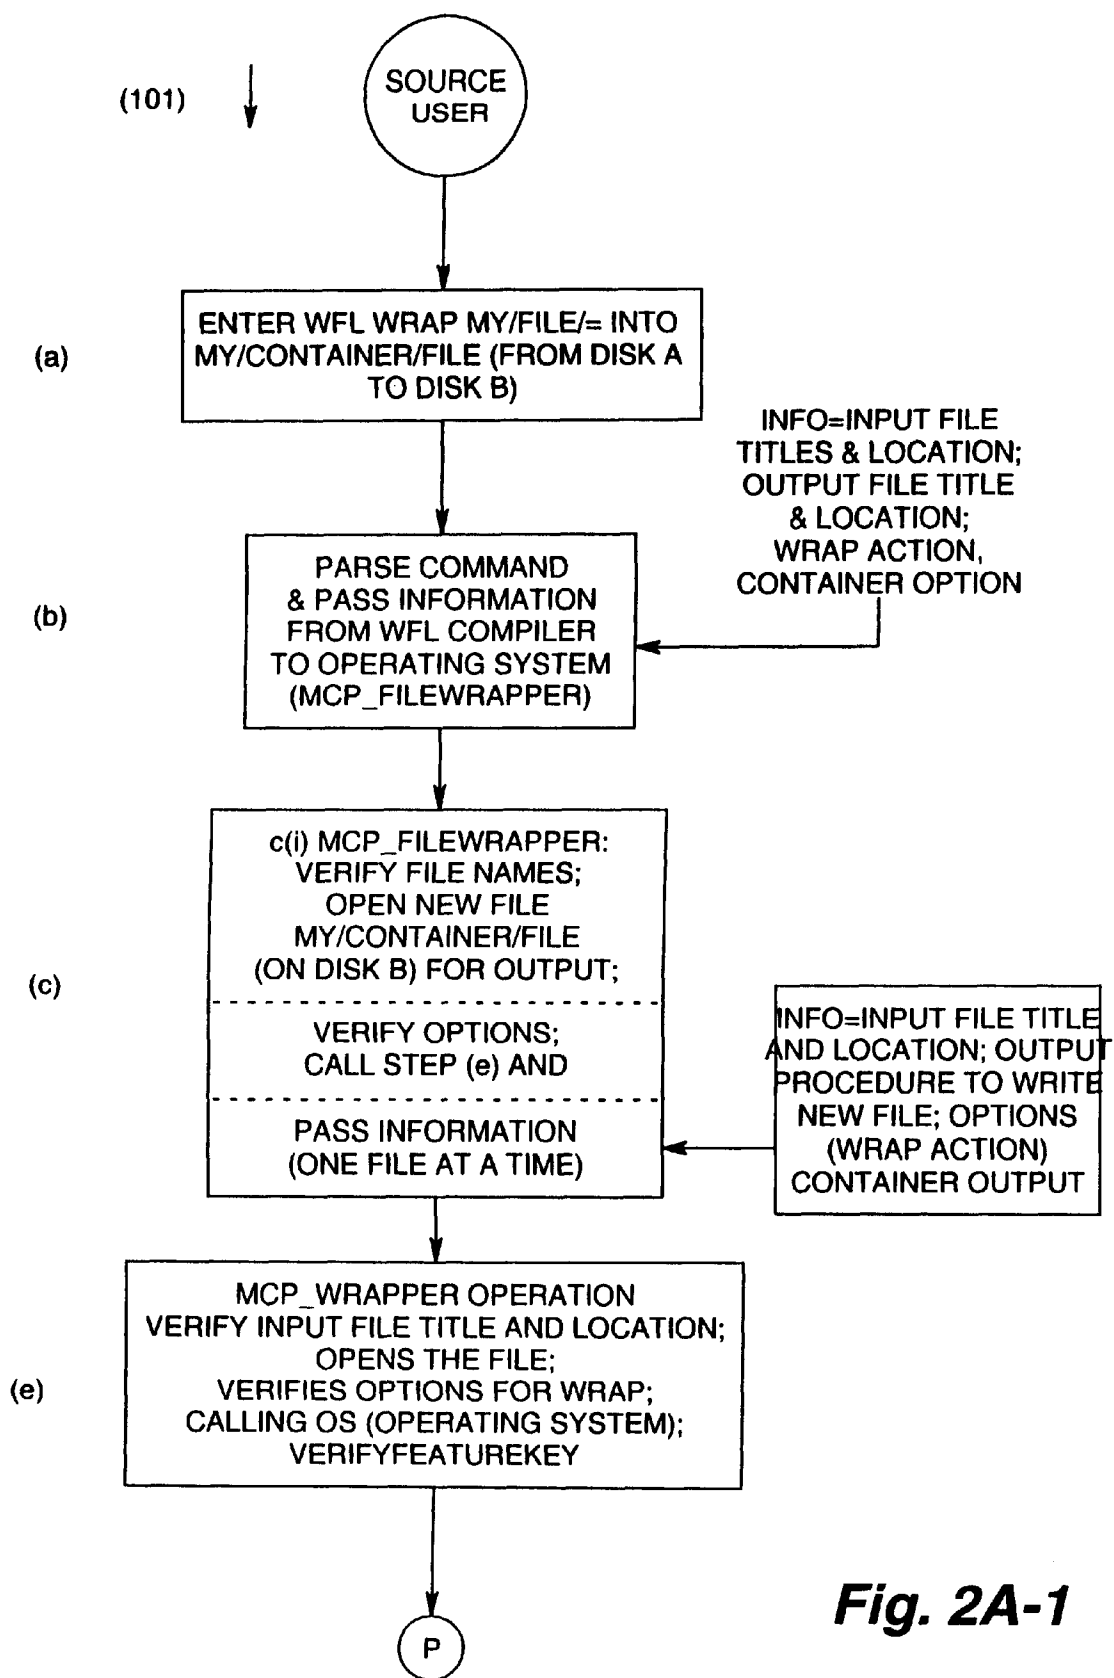 (101)
SOURCE
USER
(a)
ENTER WFL WRAP MY/FILE/= INTO
MY/CONTAINER/FILE (FROM DISK A
TO DISK B)
INFO=INPUT FILE
TITLES & LOCATION;
OUTPUT FILE TITLE
& LOCATION;
WRAP ACTION,
CONTAINER OPTION
(b)
PARSE COMMAND
& PASS INFORMATION
FROM WFL COMPILER
TO OPERATING SYSTEM
(MCP_FILEWRAPPER)
(c)
c(i) MCP_FILEWRAPPER:
VERIFY FILE NAMES;
OPEN NEW FILE
MY/CONTAINER/FILE
(ON DISK B) FOR OUTPUT;
VERIFY OPTIONS;
CALL STEP (e) AND
PASS INFORMATION
(ONE FILE AT A TIME)
INFO=INPUT FILE TITLE
AND LOCATION; OUTPUT
PROCEDURE TO WRITE
NEW FILE; OPTIONS
(WRAP ACTION)
CONTAINER OUTPUT
(e)
MCP_WRAPPER OPERATION
VERIFY INPUT FILE TITLE AND LOCATION;
OPENS THE FILE;
VERIFIES OPTIONS FOR WRAP;
CALLING OS (OPERATING SYSTEM);
VERIFYFEATUREKEY
P
Fig. 2A-1